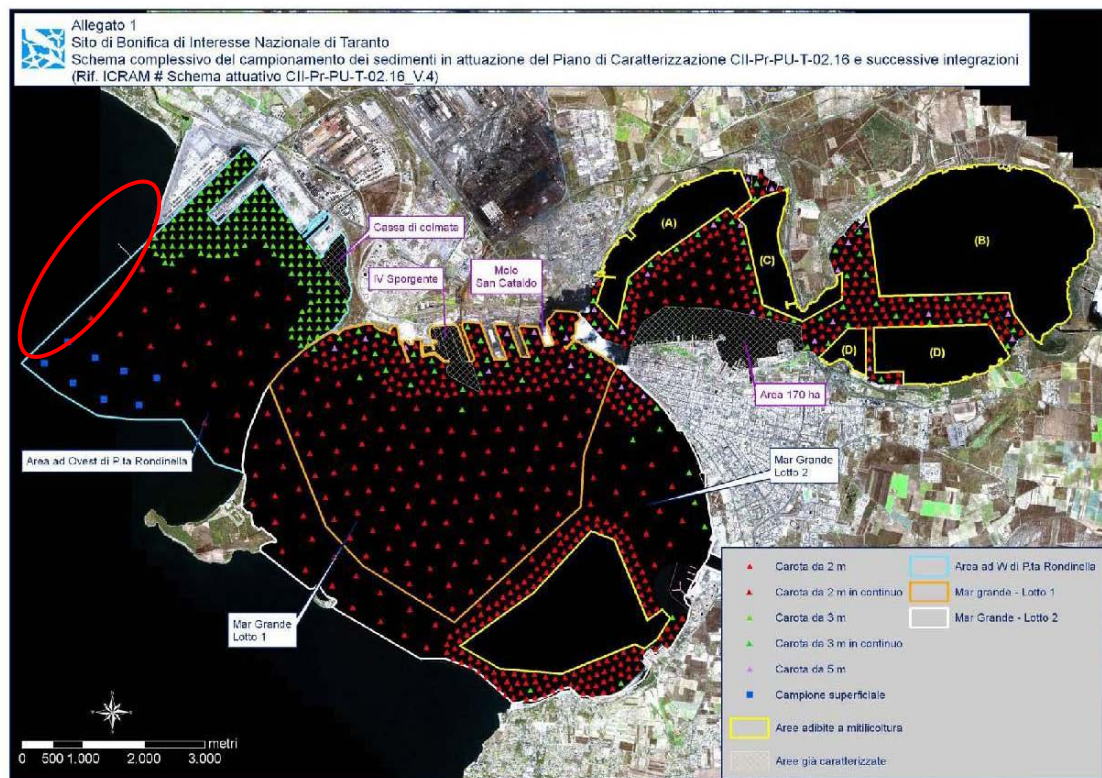 Allegato 1
Sito di Bonifica di Interesse Nazionale di Taranto
Schema complessivo del campionamento dei sedimenti in attuazione del Piano di Caratterizzazione CII-Pr-PU-T-02.16 e successive integrazioni
(Rif. ICRAM # Schema attuativo CII-Pr-PU-T-02.16_V.4)
Cassa di colmata
IV Sporgente
Molo
San Cataldo
(A)
(B)
(C)
(D)
(D)
Area 170 ha
Area ad Ovest di P.ta Rondinella
Mar Grande
Lotto 2
Mar Grande
Lotto 1
Carota da 2 m
Carota da 2 m in continuo
Carota da 3 m
Carota da 3 m in continuo
Carota da 5 m
Campione superficiale
Aree adibite a mitilicoltura
Aree già caratterizzate
Area ad W di P.ta Rondinella
Mar grande - Lotto 1
Mar Grande - Lotto 2
metri
0 500 1.000 2.000 3.000